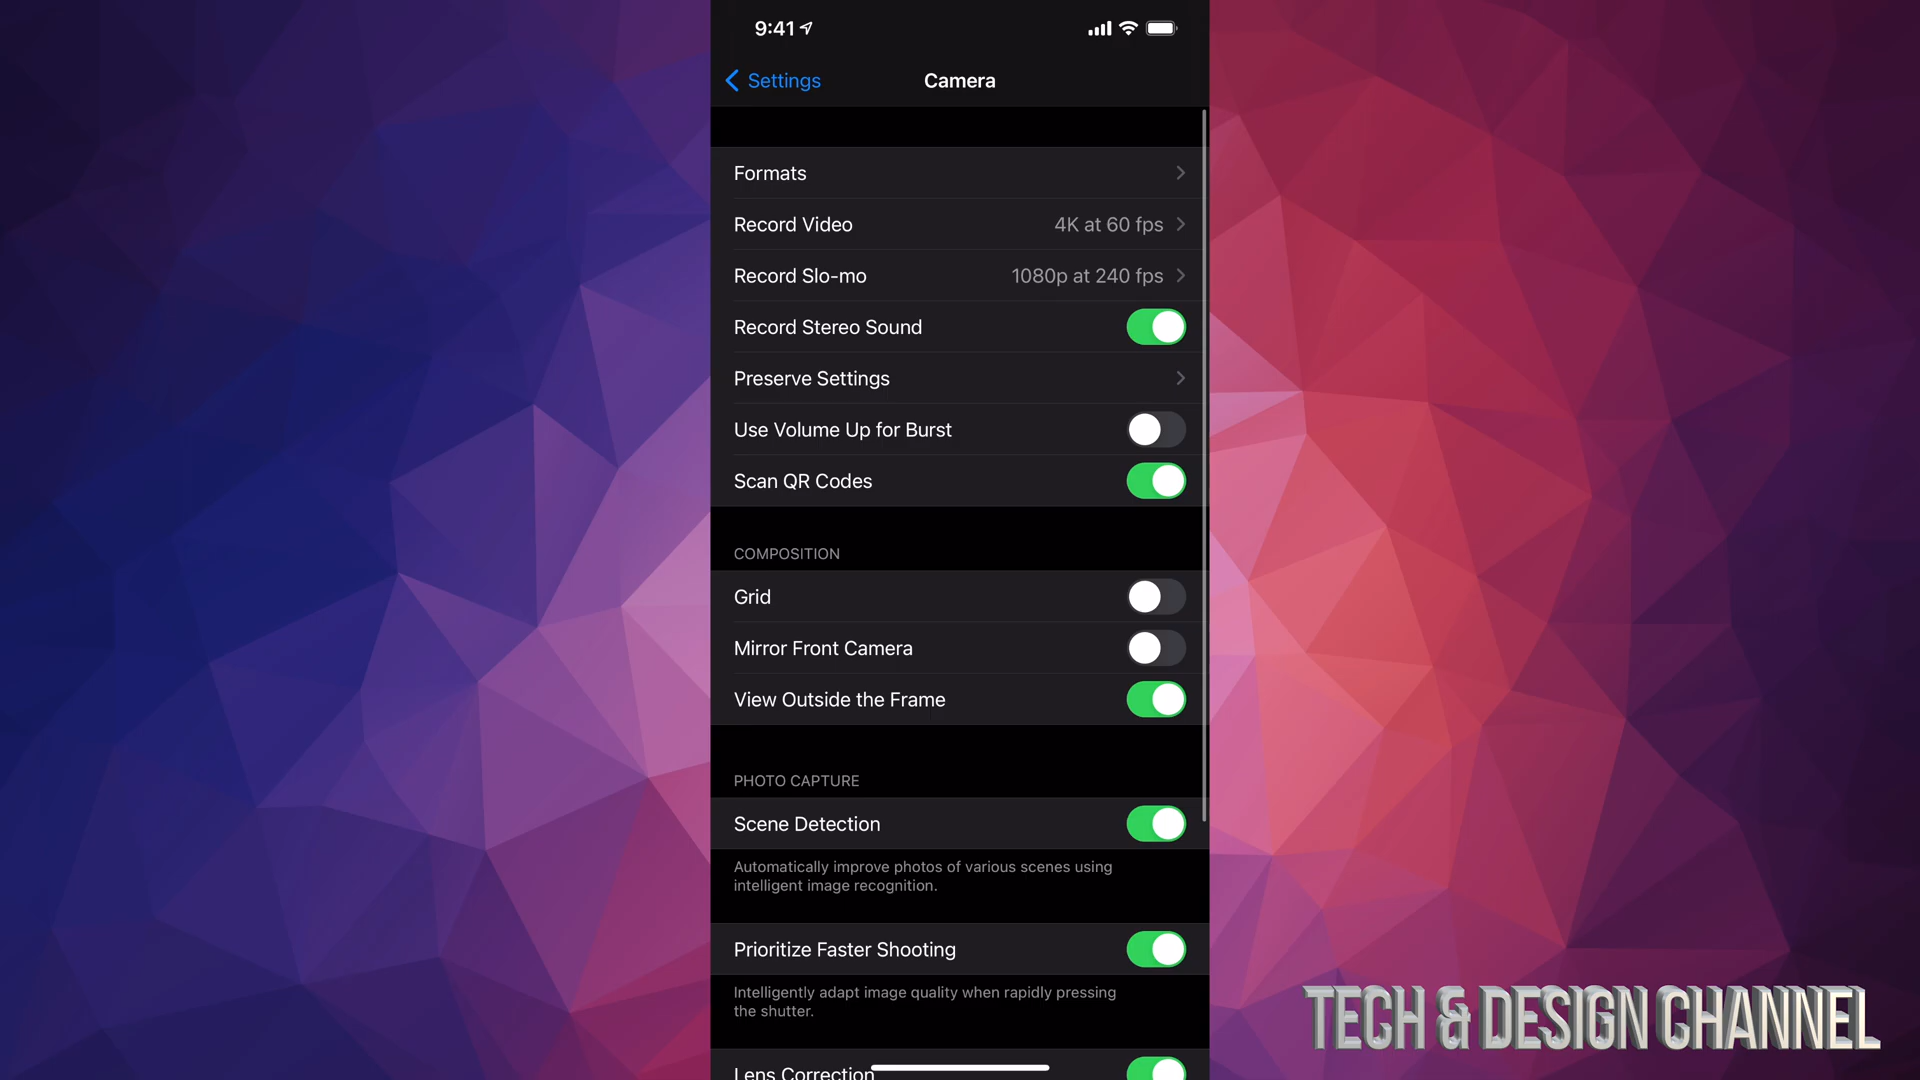 9:41
Settings
Camera
Formats
Record Video 4K at 60 fps
Record Slo-mo 1080p at 240 fps
Record Stereo Sound
Preserve Settings
Use Volume Up for Burst
Scan QR Codes
COMPOSITION
Grid
Mirror Front Camera
View Outside the Frame
PHOTO CAPTURE
Scene Detection
Automatically improve photos of various scenes using
intelligent image recognition.
Prioritize Faster Shooting
Intelligently adapt image quality when rapidly pressing
the shutter.
Lens Correction
TECH & DESIGN CHANNEL